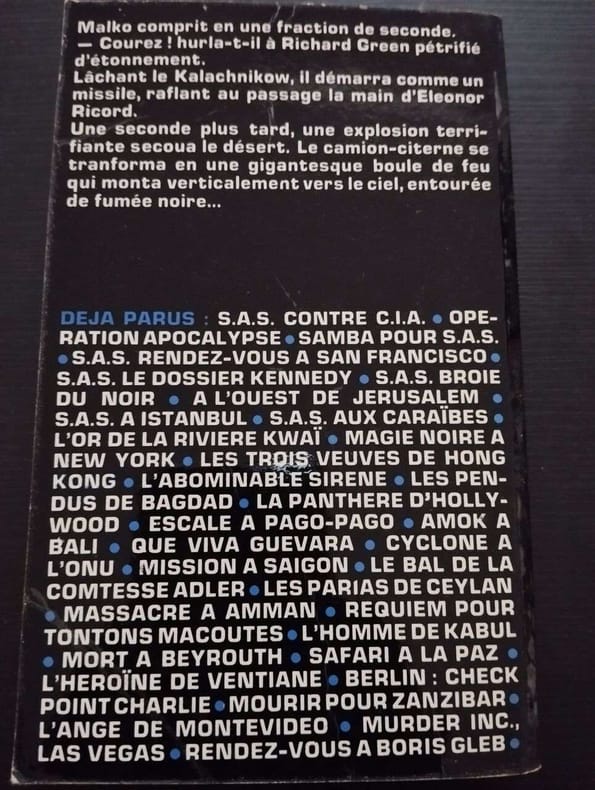 Malko comprit en une fraction de seconde.
— Courez ! hurla-t-il à Richard Green pétrifié
d'étonnement.
Lâchant le Kalachnikow, il démarra comme un
missile, raflant au passage la main d'Eleonor
Ricord.
Une seconde plus tard, une explosion terri-
fiante secoua le désert. Le camion-citerne se
tranforma en une gigantesque boule de feu
qui monta verticalement vers le ciel, entourée
de fumée noire...
DEJA PARUS : S.A.S. CONTRE C.I.A. • OPE-
RATION APOCALYPSE • SAMBA POUR S.A.S.
• S.A.S. RENDEZ-VOUS A SAN FRANCISCO •
S.A.S. LE DOSSIER KENNEDY • S.A.S. BROIE
DU NOIR • A L'OUEST DE JERUSALEM •
S.A.S. A ISTANBUL • S.A.S. AUX CARAÏBES •
L'OR DE LA RIVIERE KWAÏ • MAGIE NOIRE A
NEW YORK • LES TROIS VEUVES DE HONG
KONG • L'ABOMINABLE SIRENE • LES PEN-
DUS DE BAGDAD • LA PANTHERE D'HOLLY-
WOOD • ESCALE A PAGO-PAGO • AMOK A
BALI • QUE VIVA GUEVARA • CYCLONE A
L'ONU • MISSION A SAIGON • LE BAL DE LA
COMTESSE ADLER • LES PARIAS DE CEYLAN
• MASSACRE A AMMAN • REQUIEM POUR
TONTONS MACOUTES • L'HOMME DE KABUL
• MORT A BEYROUTH • SAFARI A LA PAZ •
L'HEROÏNE DE VENTIANE • BERLIN : CHECK
POINT CHARLIE • MOURIR POUR ZANZIBAR •
L'ANGE DE MONTEVIDEO • MURDER INC.,
LAS VEGAS • RENDEZ-VOUS A BORIS GLEB •